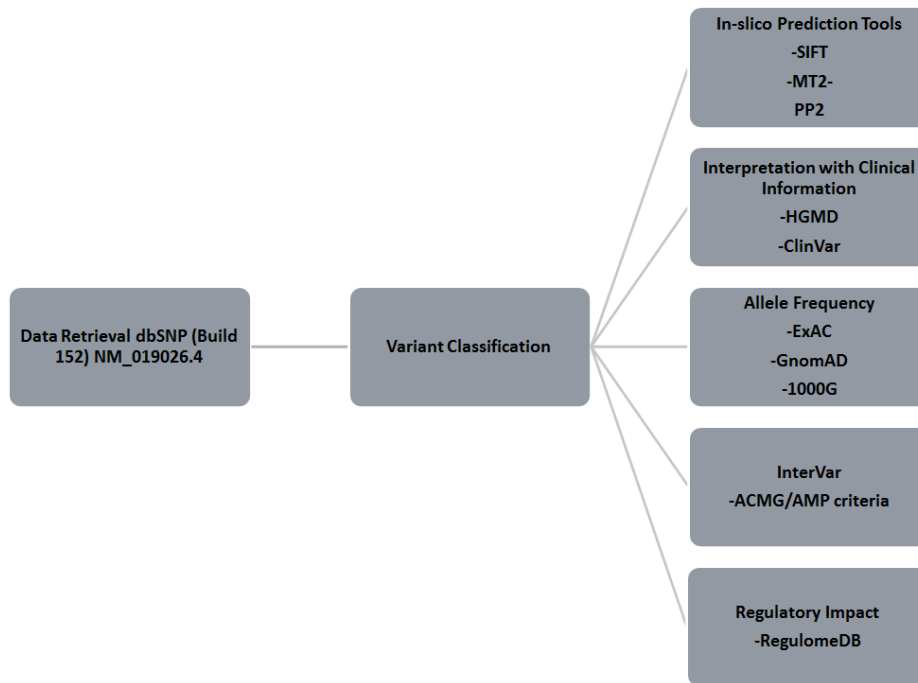 Data Retrieval dbSNP (Build
152) NM_019026.4
Variant Classification
In-slico Prediction Tools
-SIFT
-MT2-
PP2
Interpretation with Clinical
Information
-HGMD
-ClinVar
Allele Frequency
-ExAC
-GnomAD
-1000G
InterVar
-ACMG/AMP criteria
Regulatory Impact
-RegulomeDB